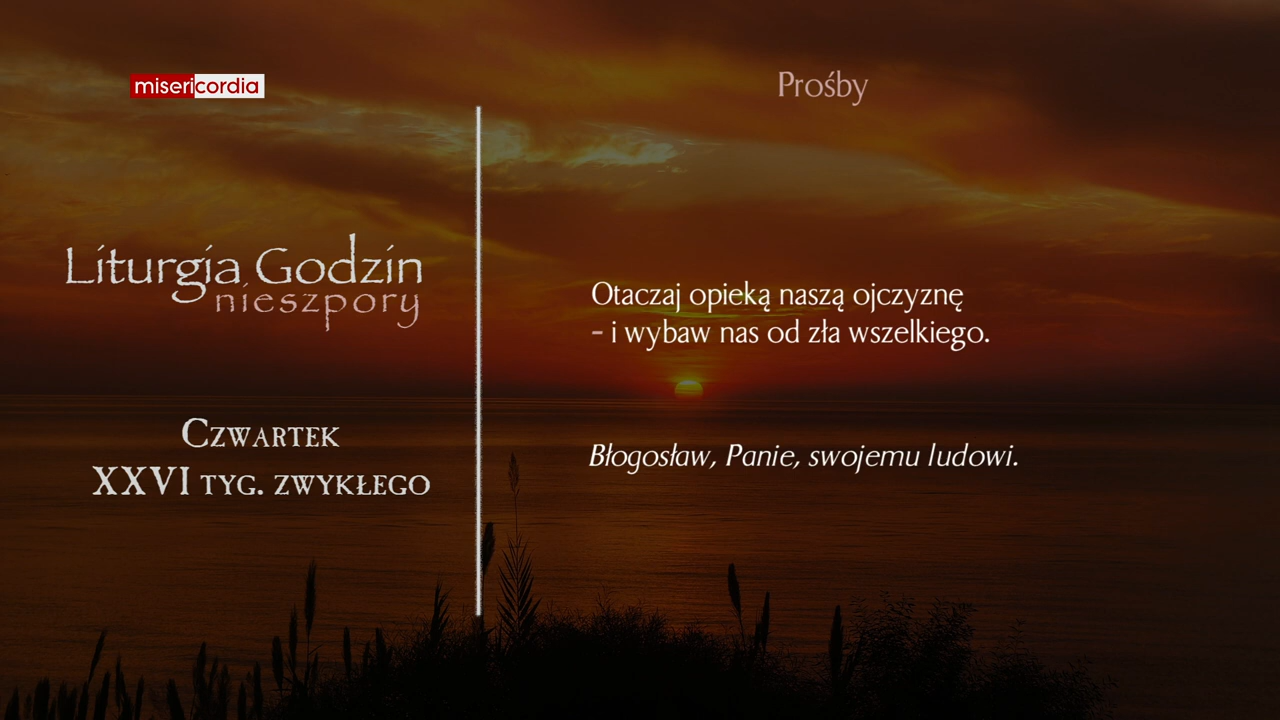 misericordia
Prośby
Liturgia Godzin
nieszpory
Otaczaj opieką naszą ojczyznę
- i wybaw nas od zła wszelkiego.
Czwartek
XXVI tyg. zwykłego
Błogosław, Panie, swojemu ludowi.